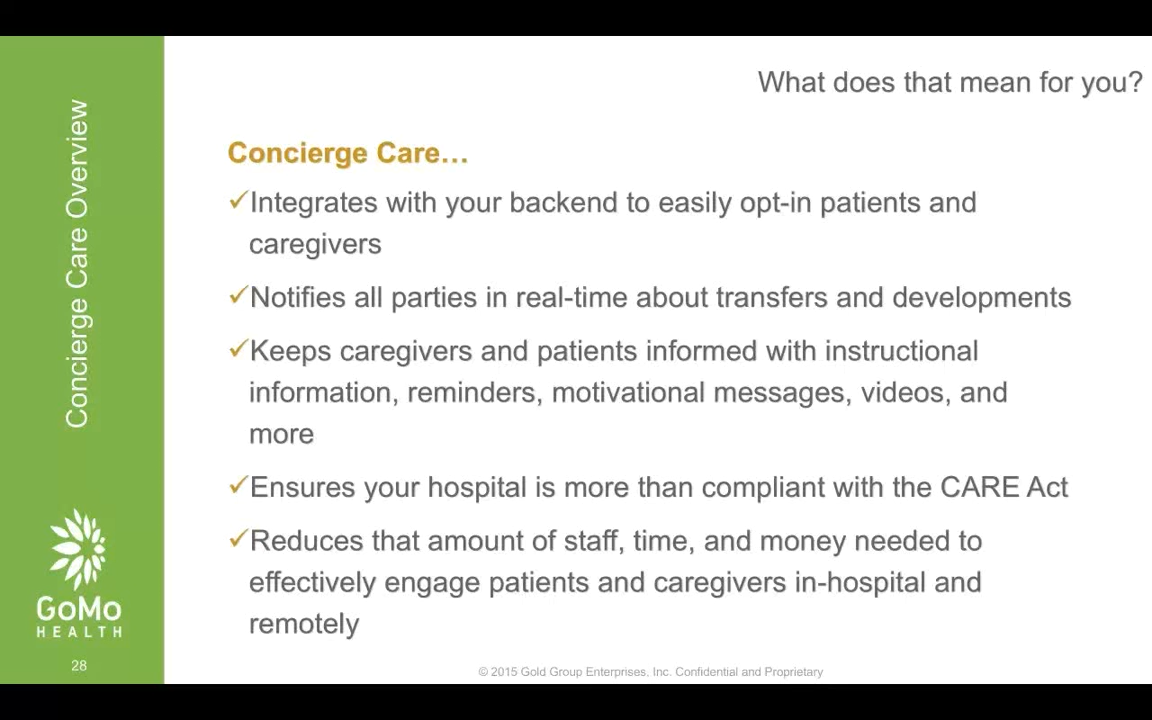 What does that mean for you?
Concierge Care Overview
Concierge Care…
✓Integrates with your backend to easily opt-in patients and
caregivers
✓Notifies all parties in real-time about transfers and developments
✓Keeps caregivers and patients informed with instructional
information, reminders, motivational messages, videos, and
more
✓Ensures your hospital is more than compliant with the CARE Act
✓Reduces that amount of staff, time, and money needed to
effectively engage patients and caregivers in-hospital and
remotely
GoMo
HEALTH
28
© 2015 Gold Group Enterprises, Inc. Confidential and Proprietary